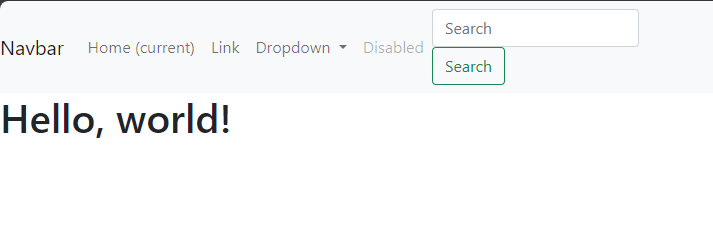 Navbar Home (current) Link Dropdown Disabled Search
Search
Hello, world!